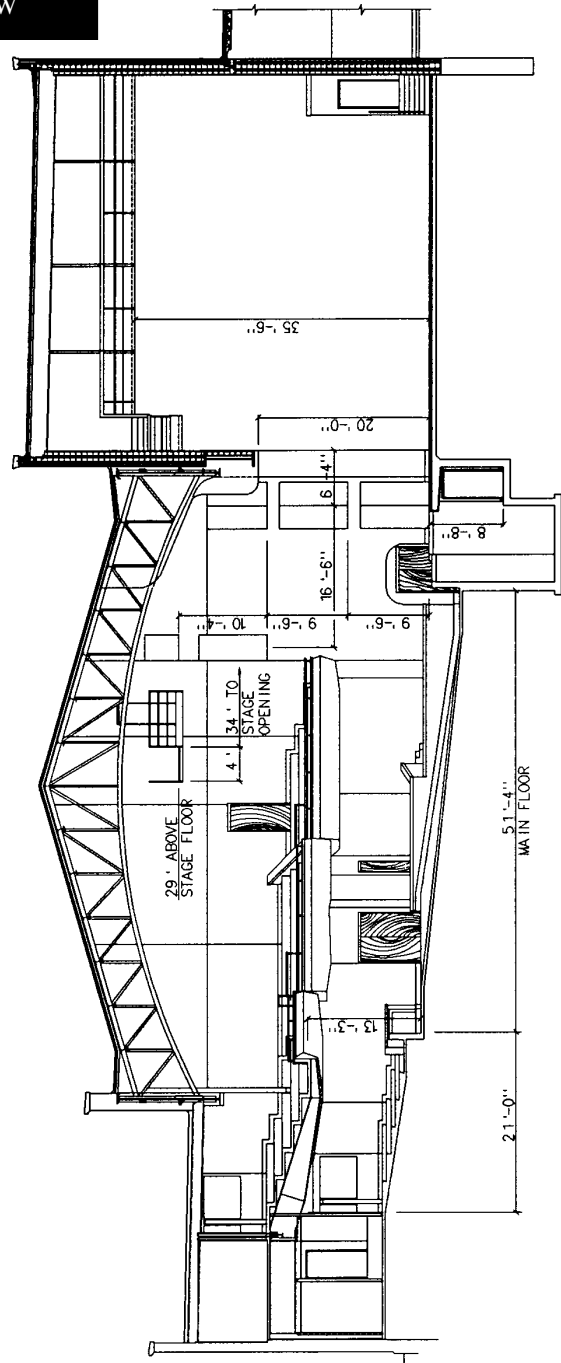 W
35'-6"
20'-0"
6'-4"
16'-6"
8'-8"
10'-4"
9'-6"
9'-6"
34' TO
STAGE
OPENING
4'
29' ABOVE
STAGE FLOOR
51'-4"
MAIN FLOOR
13'-3"
21'-0"